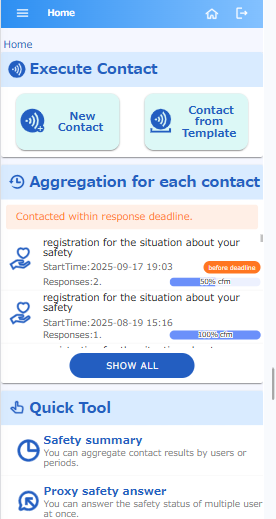 Home
Home
Execute Contact
New
Contact
Contact
from
Template
Aggregation for each contact
Contacted within response deadline.
registration for the situation about your
safety
StartTime:2025-09-17 19:03
before deadline
Responses:2.
50% cfm
registration for the situation about your
safety
StartTime:2025-08-19 15:16
Responses:1.
100% cfm
SHOW ALL
Quick Tool
Safety summary
You can aggregate contact results by users or
periods.
Proxy safety answer
You can answer the safety status of multiple user
at once.